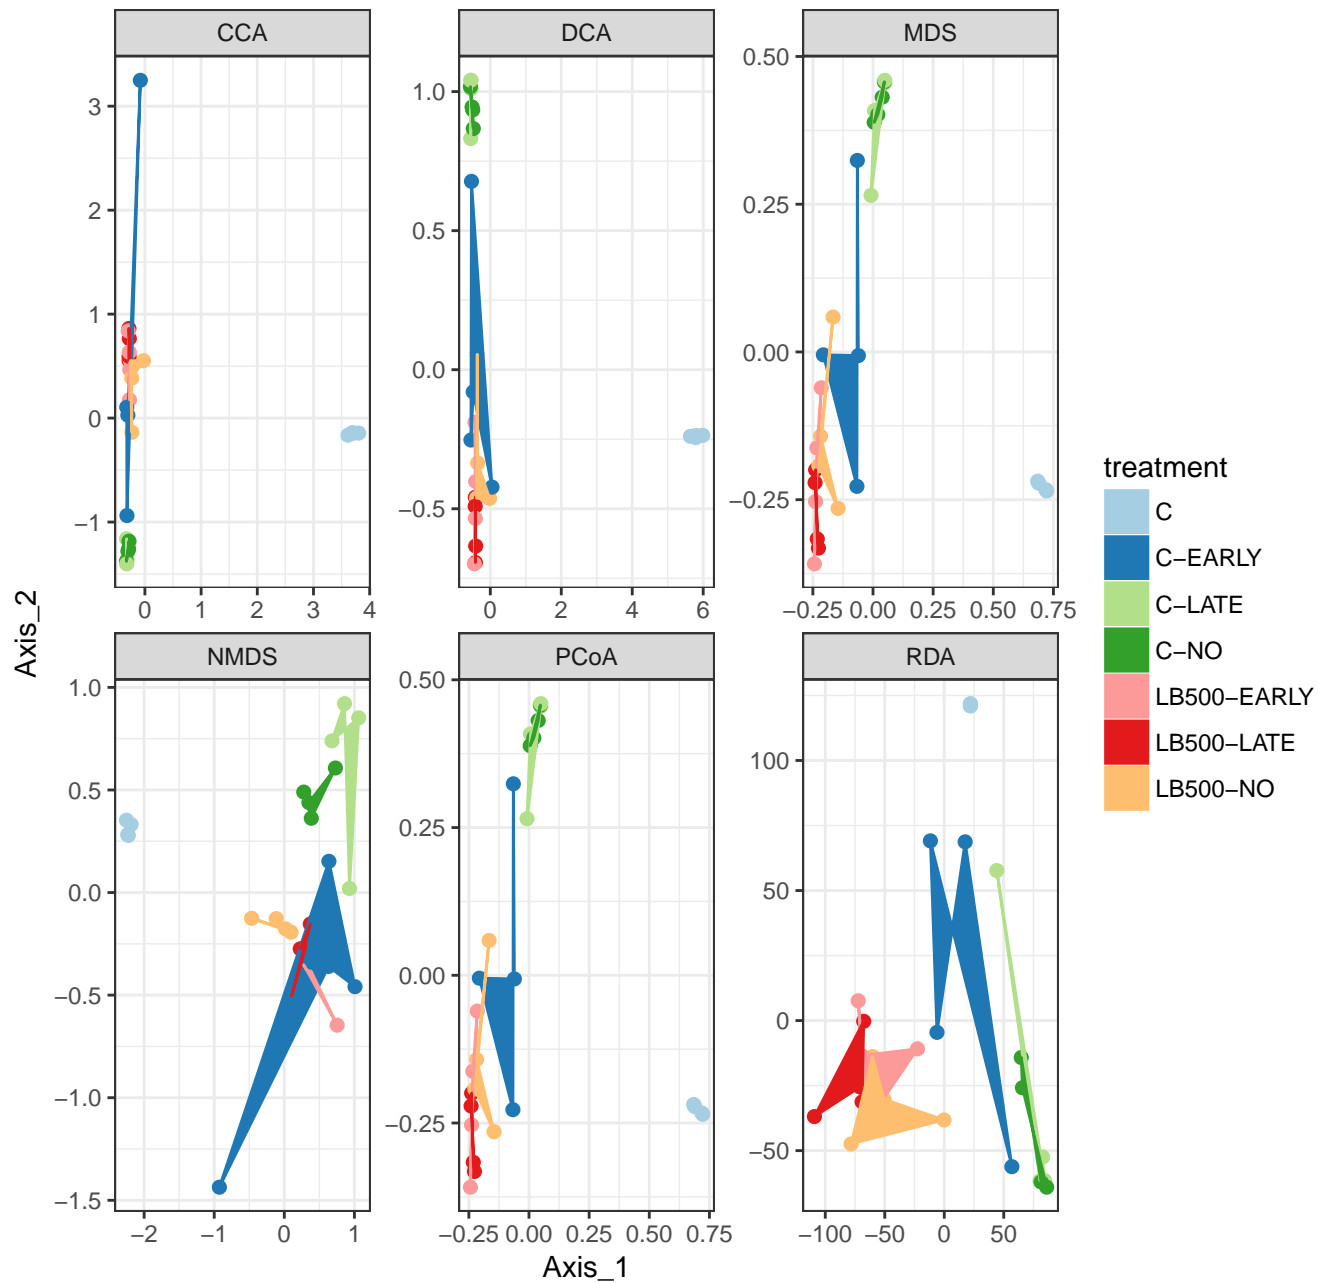 CCA
DCA
MDS
3
2
1
0
−1
1.0
0.5
0.0
−0.5
0.50
0.25
0.00
−0.25
0 1 2 3 4
0 2 4 6
−0.25 0.00 0.25 0.50 0.75
NMDS
PCoA
RDA
1.0
0.5
0.0
−0.5
−1.0
−1.5
0.50
0.25
0.00
−0.25
100
50
0
−50
−2 −1 0 1
−0.25 0.00 0.25 0.50 0.75
−100 −50 0 50
Axis_1
Axis_2
treatment
C
C−EARLY
C−LATE
C−NO
LB500−EARLY
LB500−LATE
LB500−NO